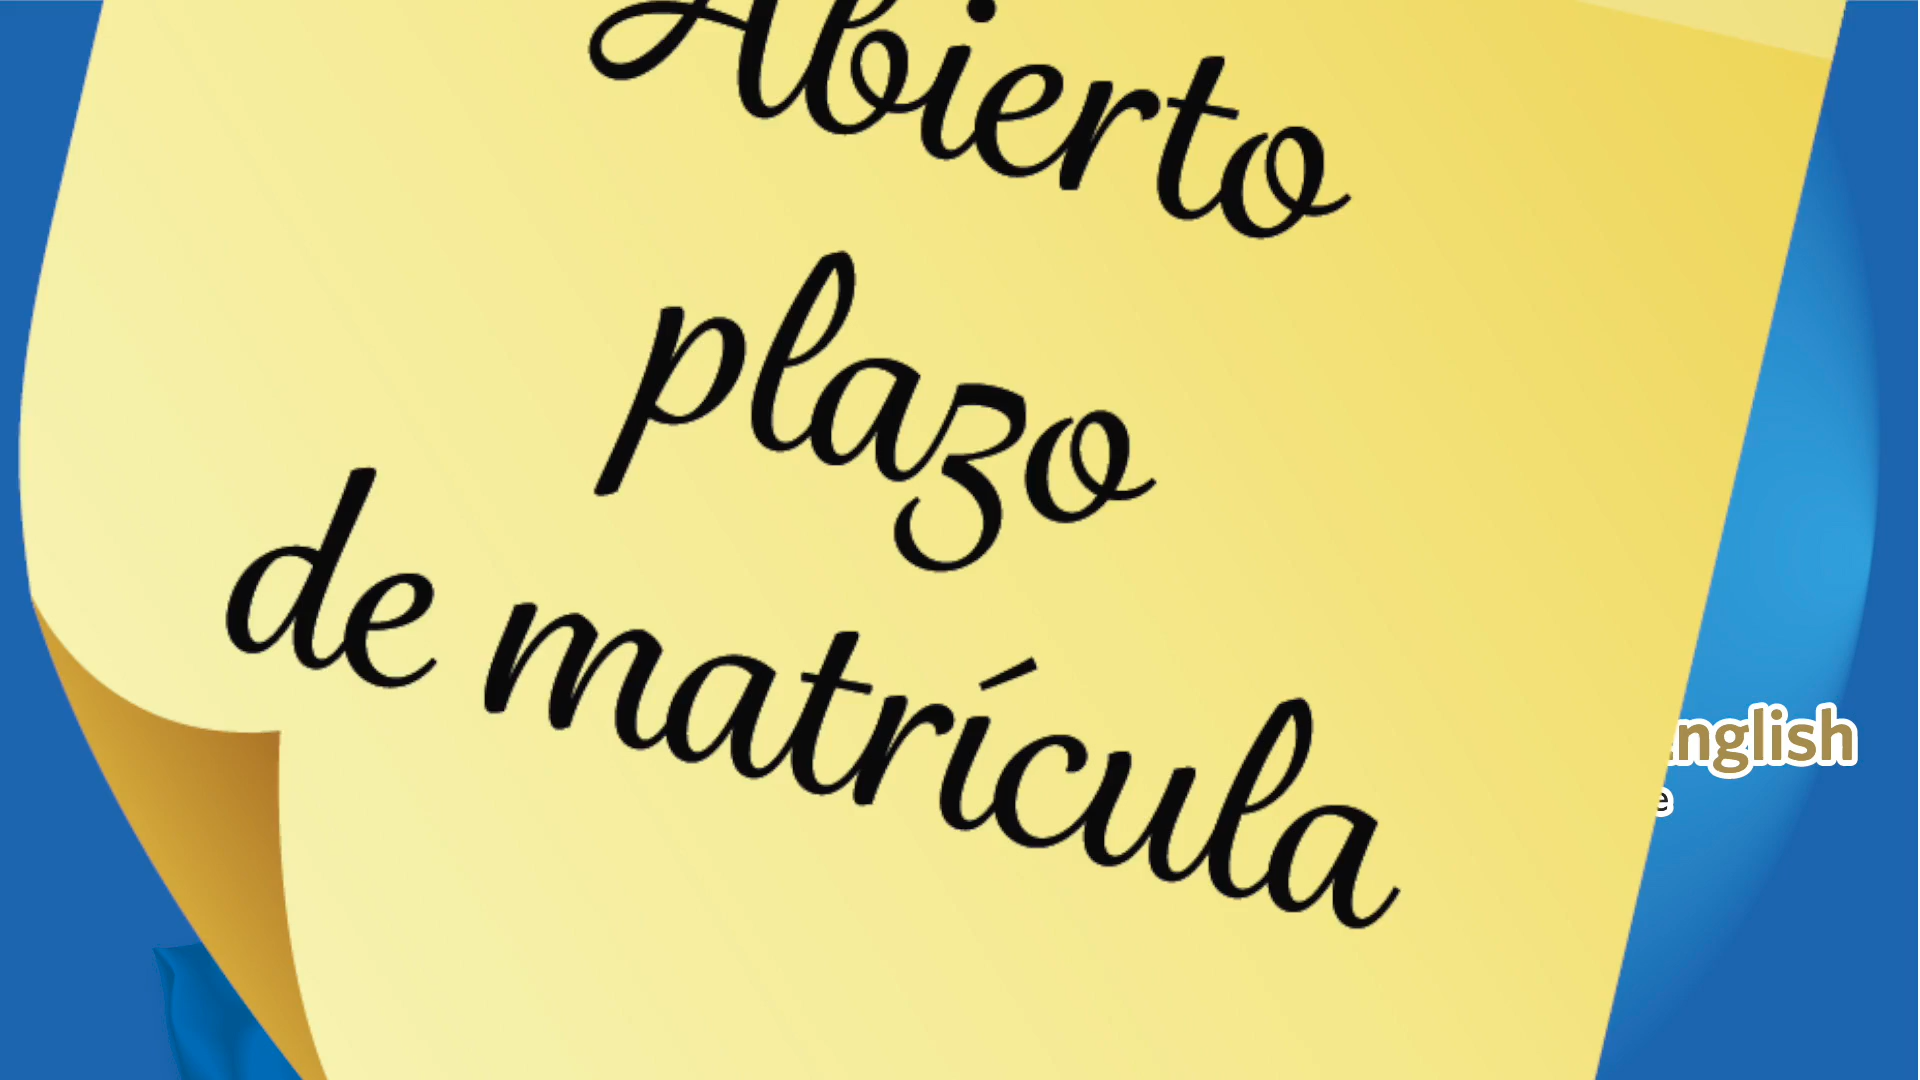 Abierto
plazo
de matrícula
nglish
e